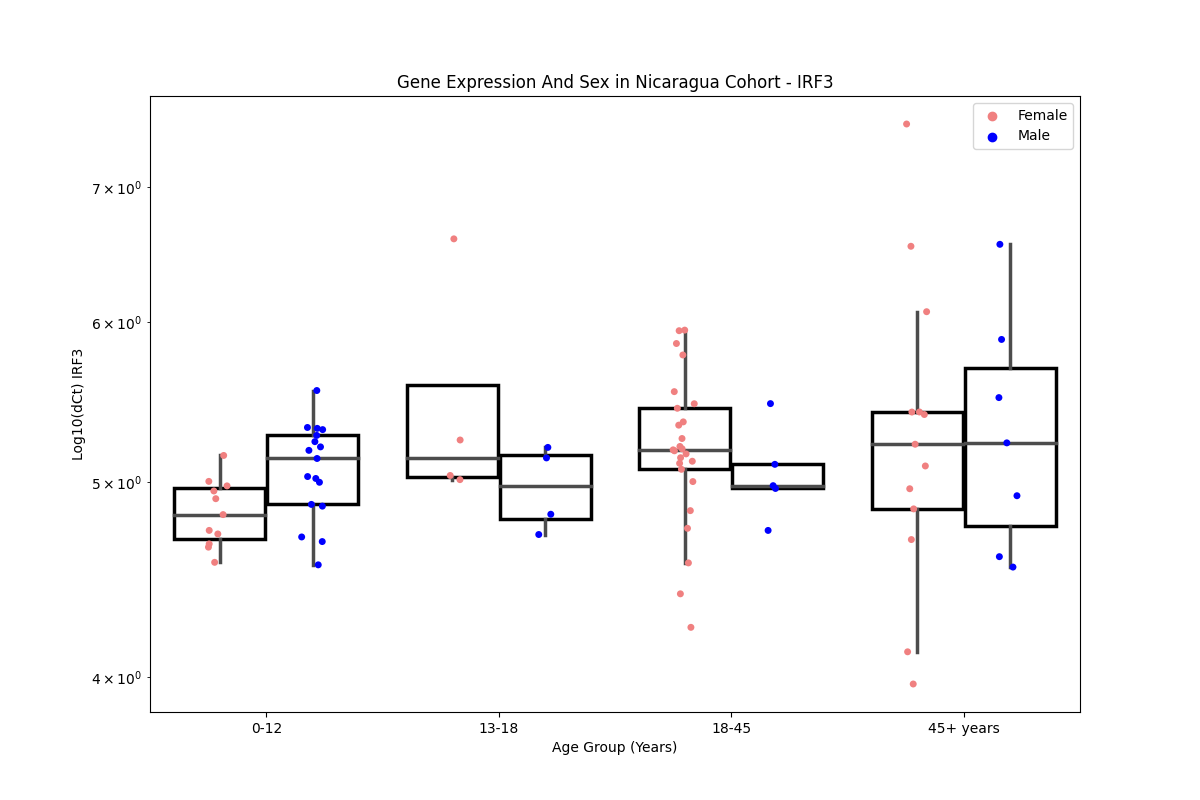 Gene Expression And Sex in Nicaragua Cohort - IRF3
Female
Male
7 × 10⁰
6 × 10⁰
5 × 10⁰
4 × 10⁰
Log10(dCt) IRF3
0-12
13-18
18-45
45+ years
Age Group (Years)